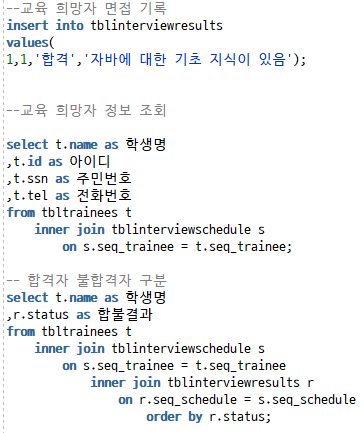 --교육 희망자 면접 기록
insert into tblinterviewresults
values(
1,1,'합격','자바에 대한 기초 지식이 있음');
--교육 희망자 정보 조회
select t.name as 학생명
,t.id as 아이디
,t.ssn as 주민번호
,t.tel as 전화번호
from tbltrainees t
inner join tblinterviewschedule s
on s.seq_trainee = t.seq_trainee;
-- 합격자 불합격자 구분
select t.name as 학생명
,r.status as 합불결과
from tbltrainees t
inner join tblinterviewschedule s
on s.seq_trainee = t.seq_trainee
inner join tblinterviewresults r
on r.seq_schedule = s.seq_schedule
order by r.status;